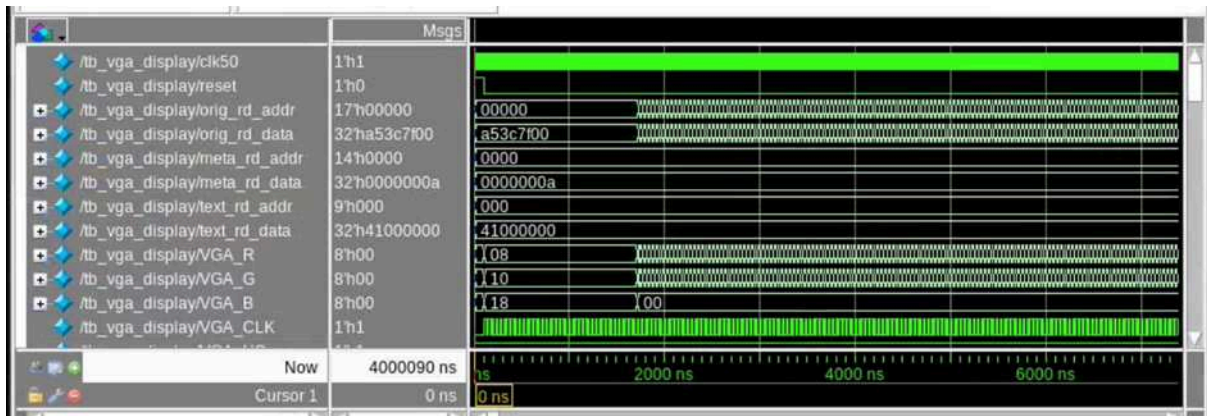 Msgs
/tb_vga_display/clk50 1'h1
/tb_vga_display/reset 1'h0
/tb_vga_display/orig_rd_addr 17'h00000 00000
/tb_vga_display/orig_rd_data 32'ha53c7f00 a53c7f00
/tb_vga_display/meta_rd_addr 14'h0000 0000
/tb_vga_display/meta_rd_data 32'h0000000a 0000000a
/tb_vga_display/text_rd_addr 9'h000 000
/tb_vga_display/text_rd_data 32'h41000000 41000000
/tb_vga_display/VGA_R 8'h00 08
/tb_vga_display/VGA_G 8'h00 10
/tb_vga_display/VGA_B 8'h00 18 00
/tb_vga_display/VGA_CLK 1'h1
Now 4000090 ns ns 2000 ns 4000 ns 6000 ns
Cursor 1 0 ns 0 ns